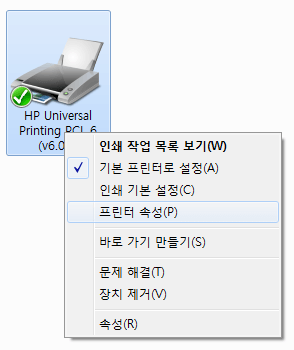 HP Universal
Printing PCL 6
(v6.0
인쇄 작업 목록 보기(W)
기본 프린터로 설정(A)
인쇄 기본 설정(C)
프린터 속성(P)
바로 가기 만들기(S)
문제 해결(T)
장치 제거(V)
속성(R)